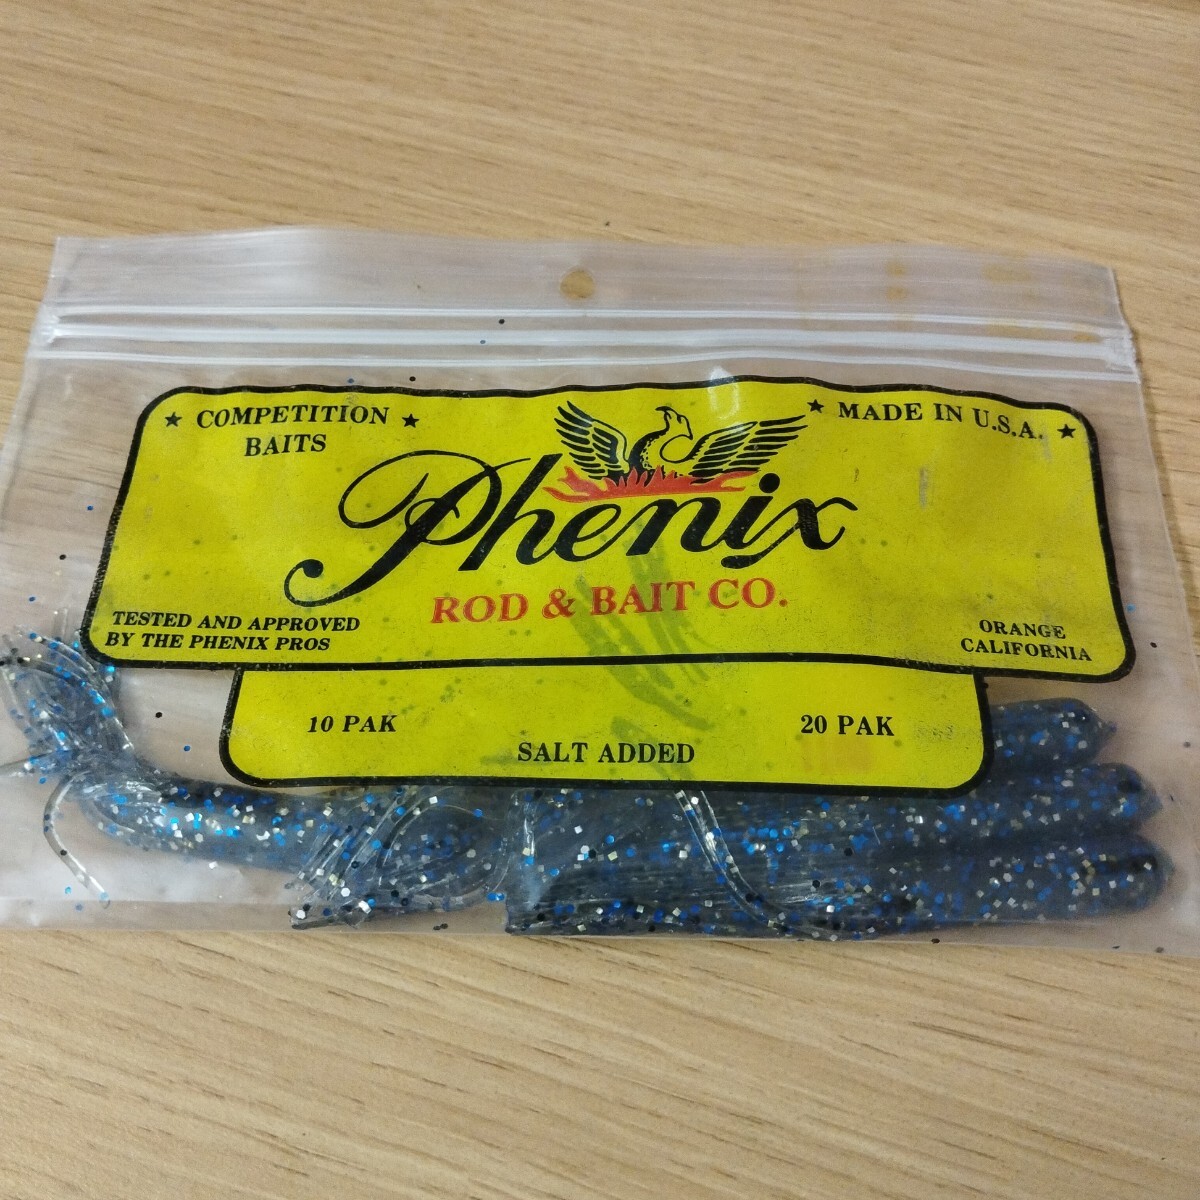 ★ COMPETITION ★
BAITS
★ MADE IN U.S.A. ★
Phenix
ROD & BAIT CO.
TESTED AND APPROVED
BY THE PHENIX PROS
ORANGE
CALIFORNIA
10 PAK
20 PAK
SALT ADDED